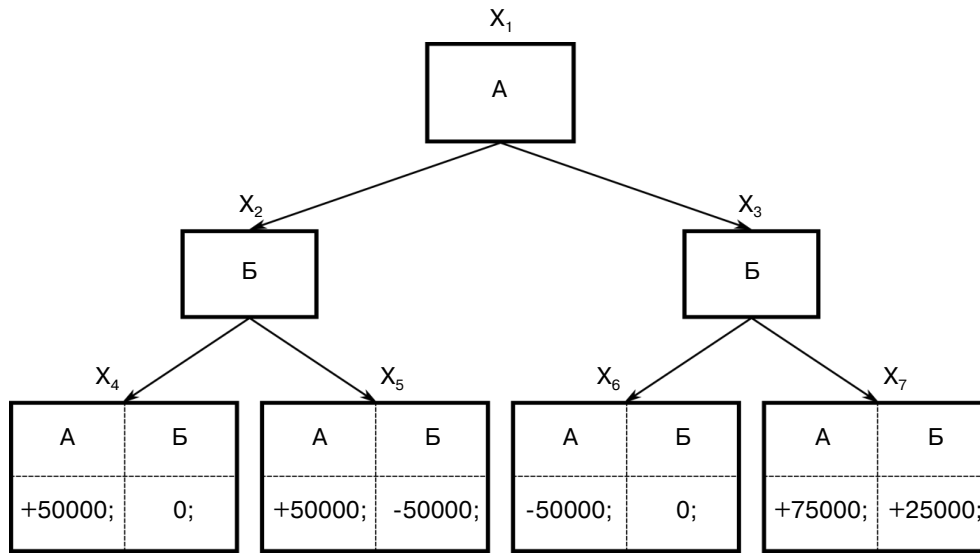 X₁
А
X₂ X₃
Б Б
X₄ X₅ X₆ X₇
А Б А Б А Б А Б
+50000; 0; +50000; -50000; -50000; 0; +75000; +25000;